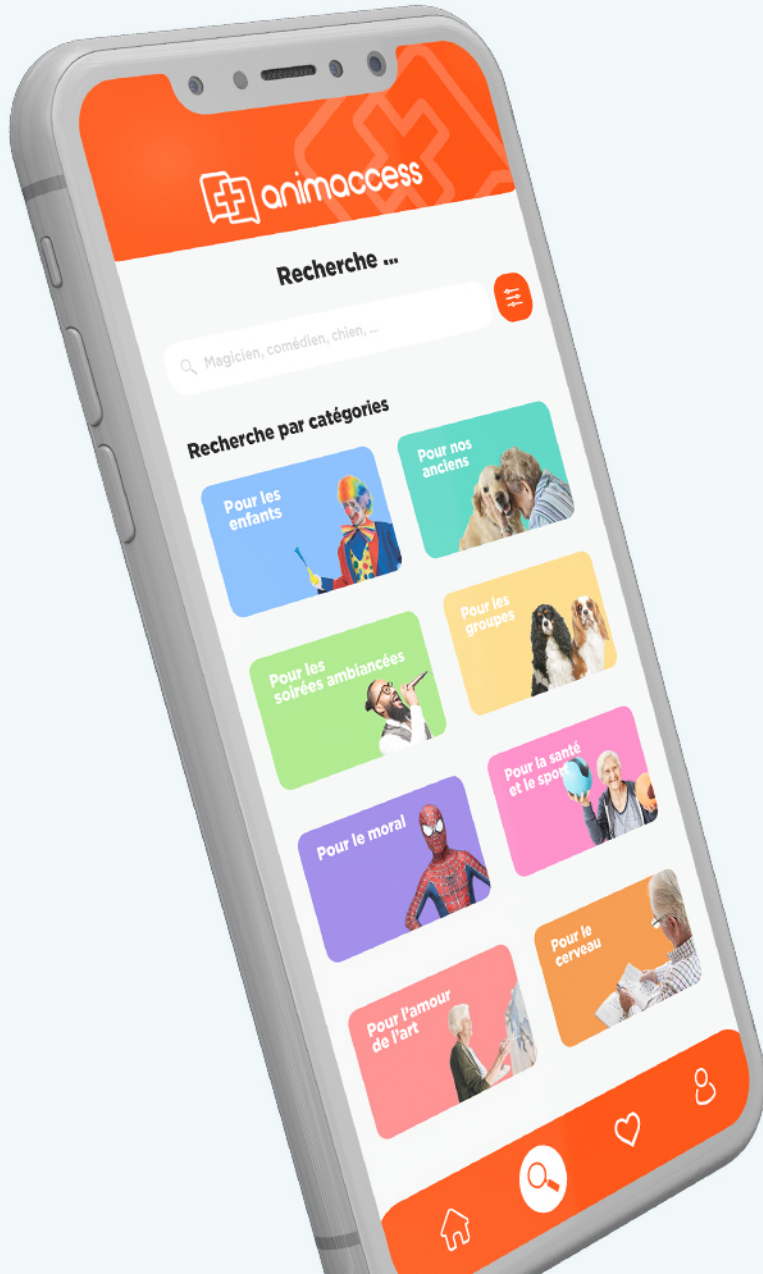 animaccess
Recherche ...
Magicien, comédien, chien, ...
Recherche par catégories
Pour les
enfants
Pour nos
anciens
Pour les
soirées ambiancées
Pour les
groupes
Pour le moral
Pour la santé
et le sport
Pour l'amour
de l'art
Pour le
cerveau